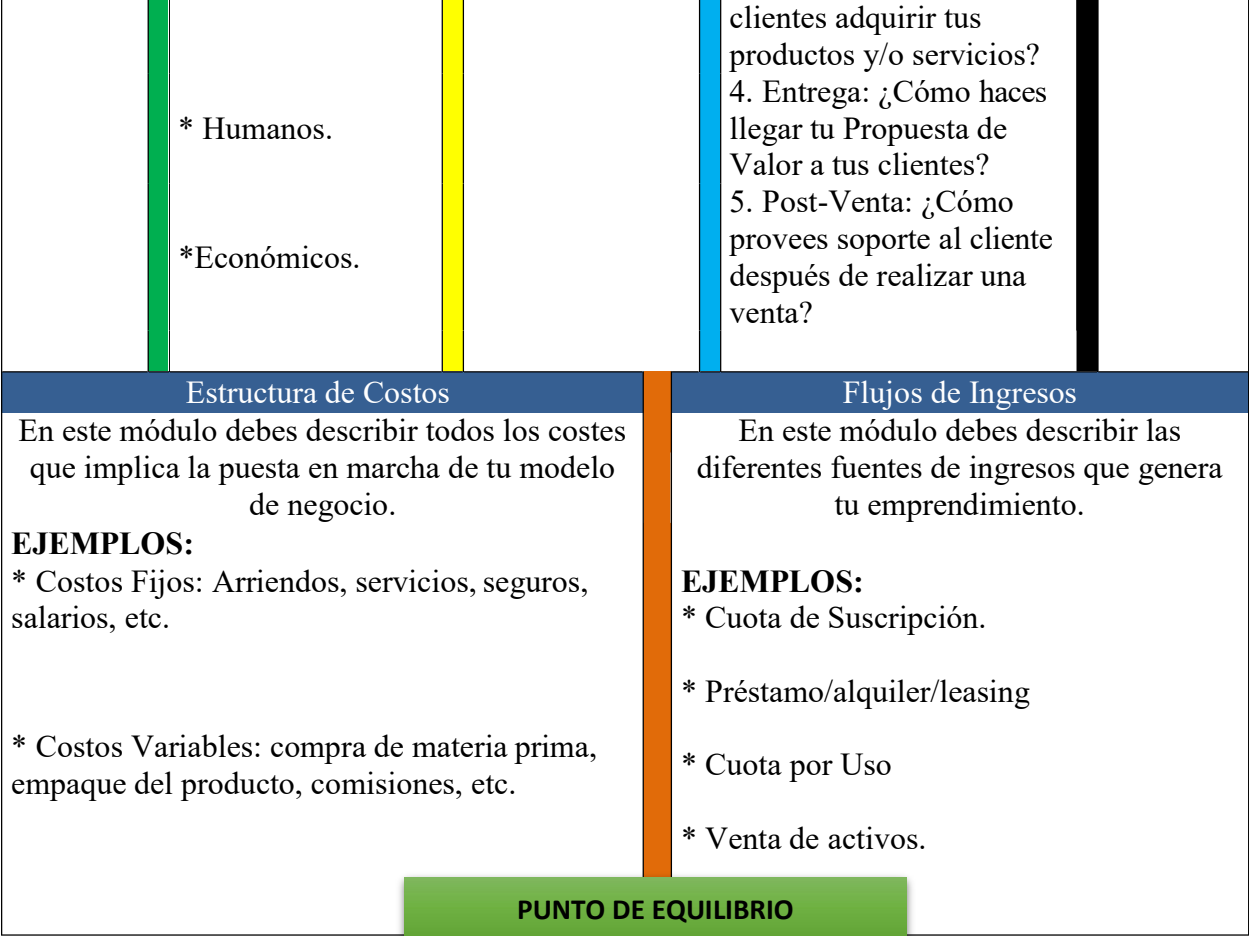 * Humanos.
*Económicos.
clientes adquirir tus
productos y/o servicios?
4. Entrega: ¿Cómo haces
llegar tu Propuesta de
Valor a tus clientes?
5. Post-Venta: ¿Cómo
provees soporte al cliente
después de realizar una
venta?
Estructura de Costos
En este módulo debes describir todos los costes
que implica la puesta en marcha de tu modelo
de negocio.
EJEMPLOS:
* Costos Fijos: Arriendos, servicios, seguros,
salarios, etc.
* Costos Variables: compra de materia prima,
empaque del producto, comisiones, etc.
Flujos de Ingresos
En este módulo debes describir las
diferentes fuentes de ingresos que genera
tu emprendimiento.
EJEMPLOS:
* Cuota de Suscripción.
* Préstamo/alquiler/leasing
* Cuota por Uso
* Venta de activos.
PUNTO DE EQUILIBRIO